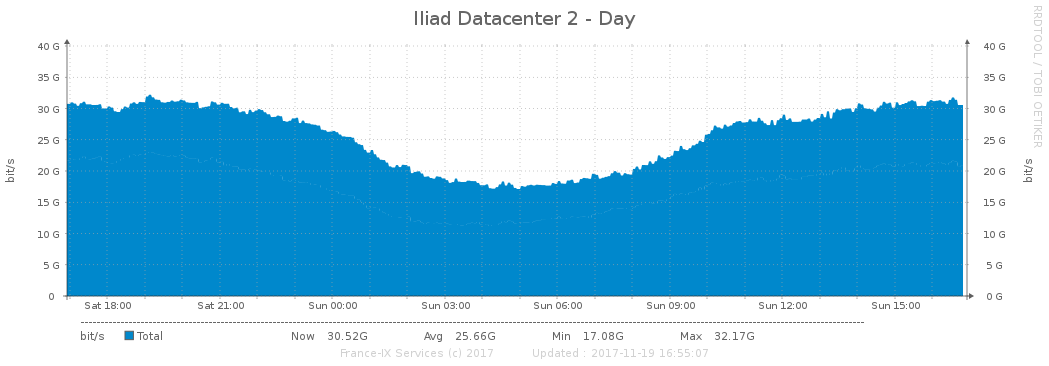 Iliad Datacenter 2 - Day
RRDTOOL / TOBI OETIKER
40 G 40 G
35 G 35 G
30 G 30 G
25 G 25 G
20 G 20 G
15 G 15 G
10 G 10 G
5 G 5 G
0 0 G
bit/s
bit/s
Sat 18:00 Sat 21:00 Sun 00:00 Sun 03:00 Sun 06:00 Sun 09:00 Sun 12:00 Sun 15:00
bit/s Total Now 30.52G Avg 25.66G Min 17.08G Max 32.17G
France-IX Services (c) 2017 Updated : 2017-11-19 16:55:07